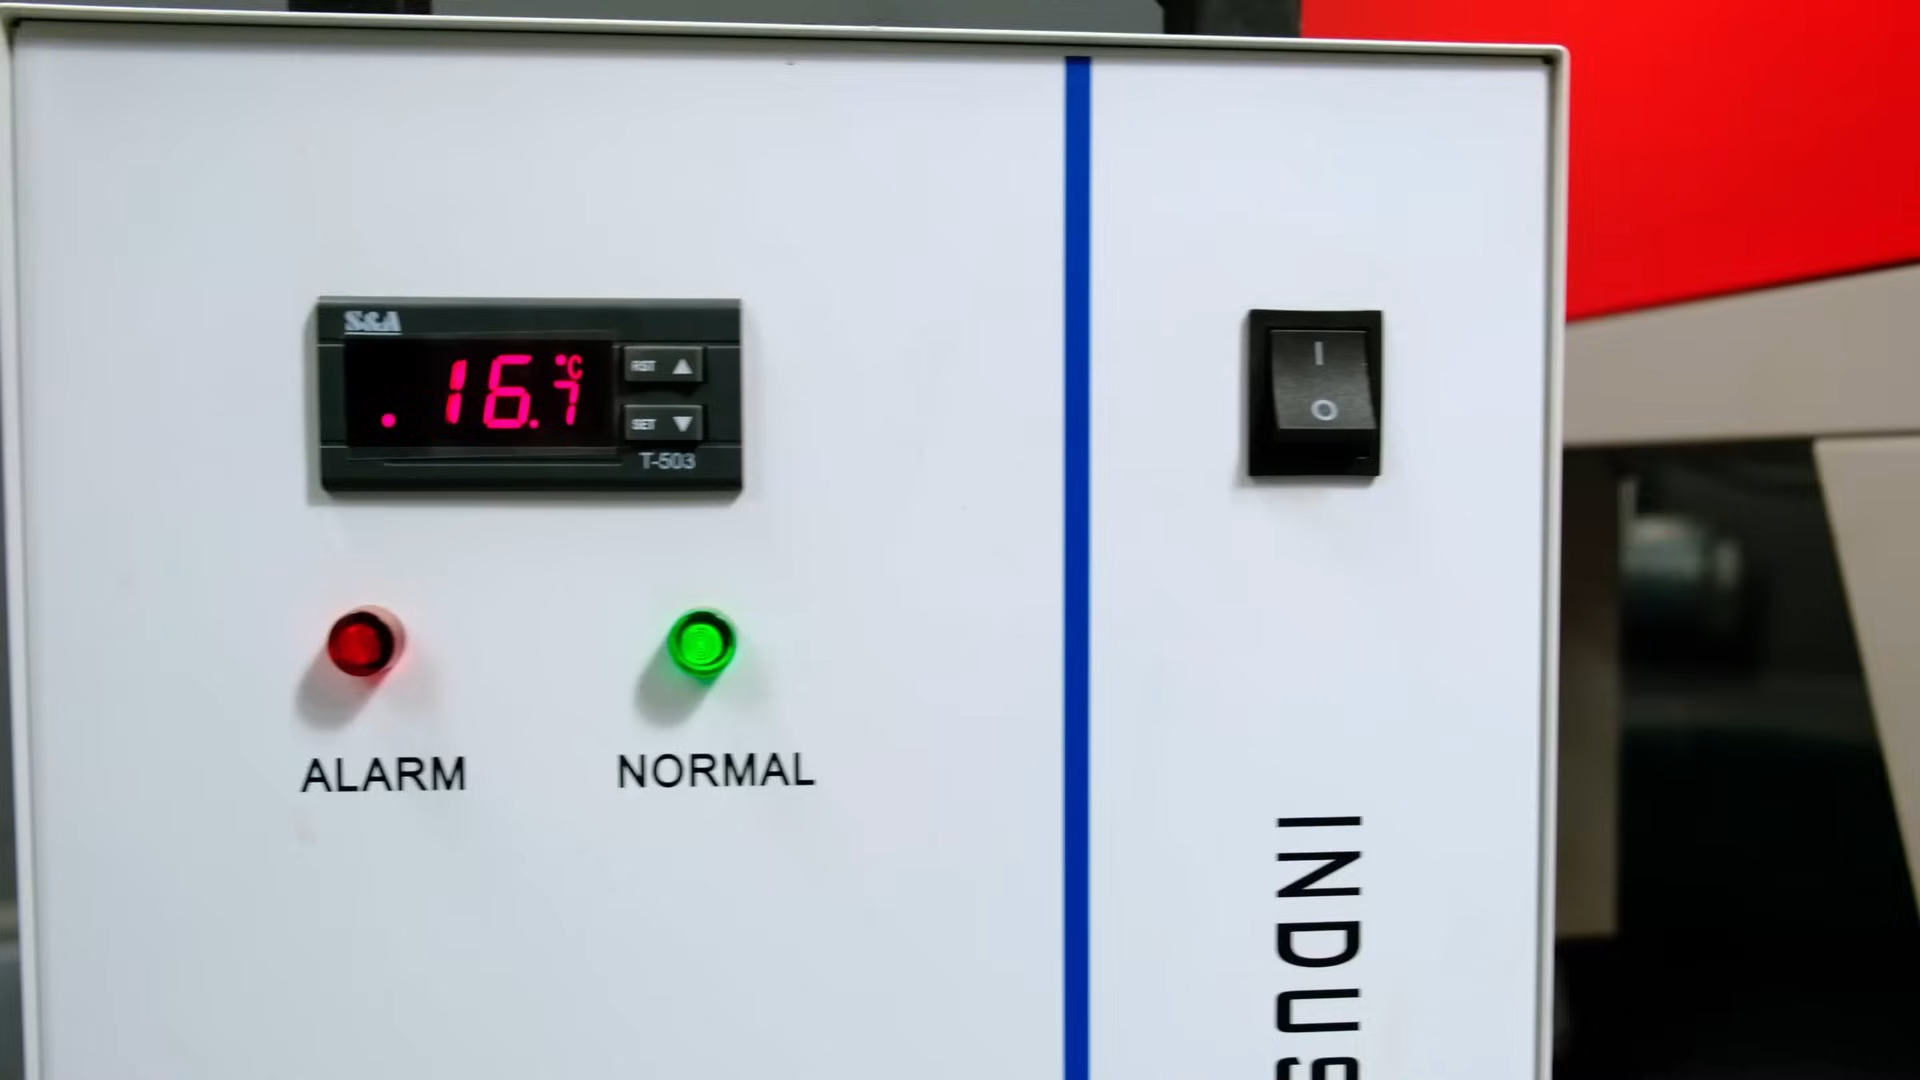 S&A
16.7°C
RST ▲
SET ▼
T-503
I
O
ALARM
NORMAL
INDUS